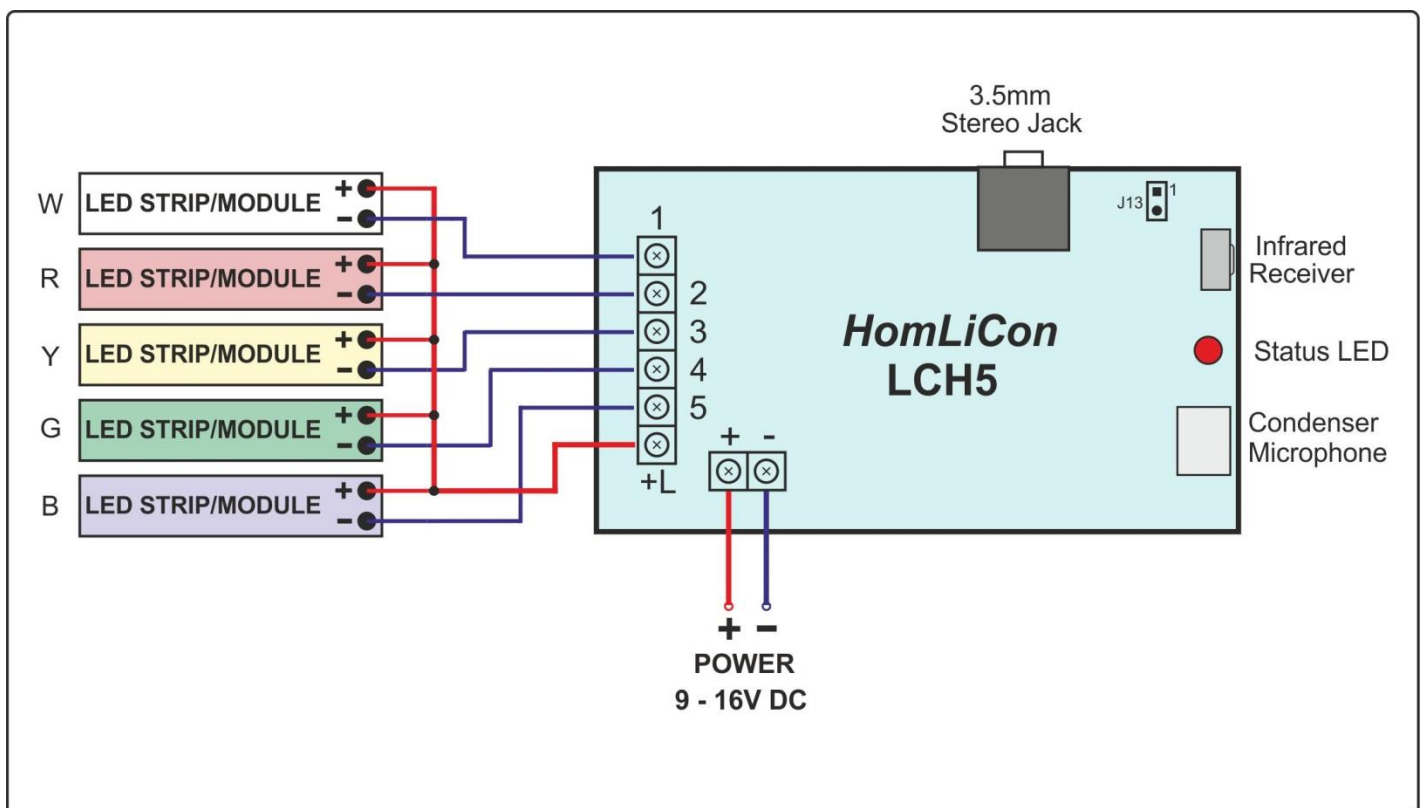 3.5mm
Stereo Jack
J13
1
W
LED STRIP/MODULE
+
-
R
LED STRIP/MODULE
+
-
Y
LED STRIP/MODULE
+
-
G
LED STRIP/MODULE
+
-
B
LED STRIP/MODULE
+
-
1
2
3
4
5
+L
HomLiCon
LCH5
+ -
Infrared
Receiver
Status LED
Condenser
Microphone
+ -
POWER
9 - 16V DC